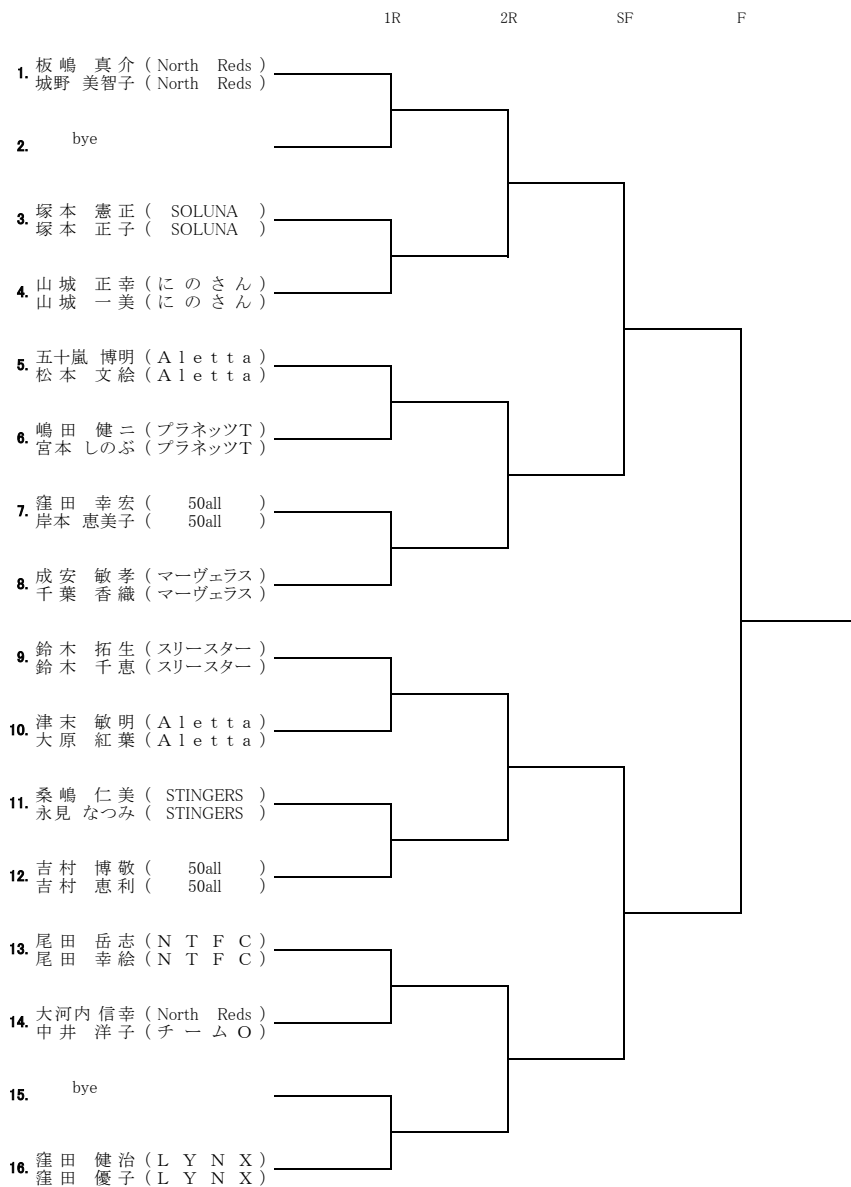 1R 2R SF F
1. 板嶋 真介 ( North Reds )
城野 美智子 ( North Reds )
2. bye
3. 塚本 憲正 ( SOLUNA )
塚本 正子 ( SOLUNA )
4. 山城 正幸 ( にのさん )
山城 一美 ( にのさん )
5. 五十嵐 博明 ( Aletta )
松本 文絵 ( Aletta )
6. 嶋田 健二 ( プラネッツT )
宮本 しのぶ ( プラネッツT )
7. 窪田 幸宏 ( 50all )
岸本 恵美子 ( 50all )
8. 成安 敏孝 ( マーヴェラス )
千葉 香織 ( マーヴェラス )
9. 鈴木 拓生 ( スリースター )
鈴木 千恵 ( スリースター )
10. 津末 敏明 ( Aletta )
大原 紅葉 ( Aletta )
11. 桑嶋 仁美 ( STINGERS )
永見 なつみ ( STINGERS )
12. 吉村 博敬 ( 50all )
吉村 恵利 ( 50all )
13. 尾田 岳志 ( NTFC )
尾田 幸絵 ( NTFC )
14. 大河内 信幸 ( North Reds )
中井 洋子 ( チームO )
15. bye
16. 窪田 健治 ( LYNX )
窪田 優子 ( LYNX )